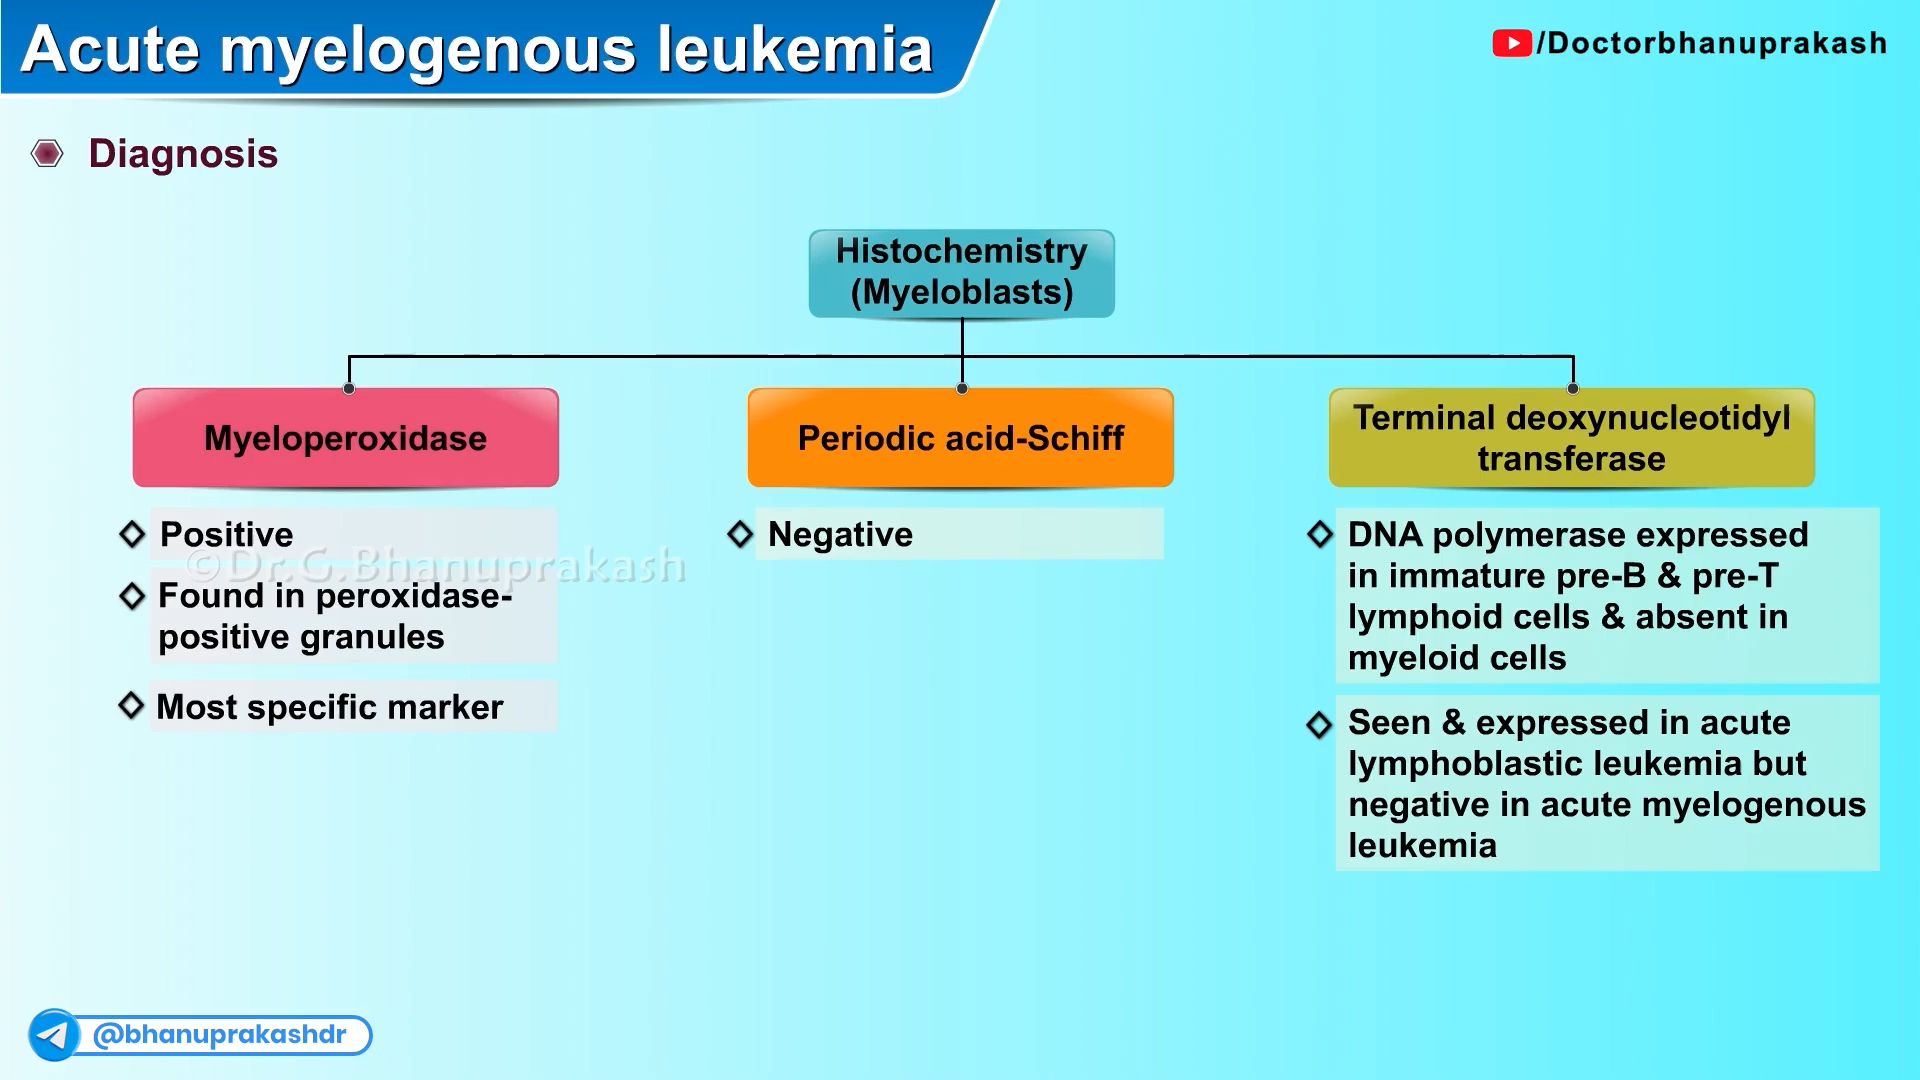 Acute myelogenous leukemia
/Doctorbhanuprakash
Diagnosis
Histochemistry
(Myeloblasts)
Myeloperoxidase
Positive
Found in peroxidase-
positive granules
Most specific marker
Periodic acid-Schiff
Negative
Terminal deoxynucleotidyl
transferase
DNA polymerase expressed
in immature pre-B & pre-T
lymphoid cells & absent in
myeloid cells
Seen & expressed in acute
lymphoblastic leukemia but
negative in acute myelogenous
leukemia
©Dr.G.Bhanuprakash
@bhanuprakashdr